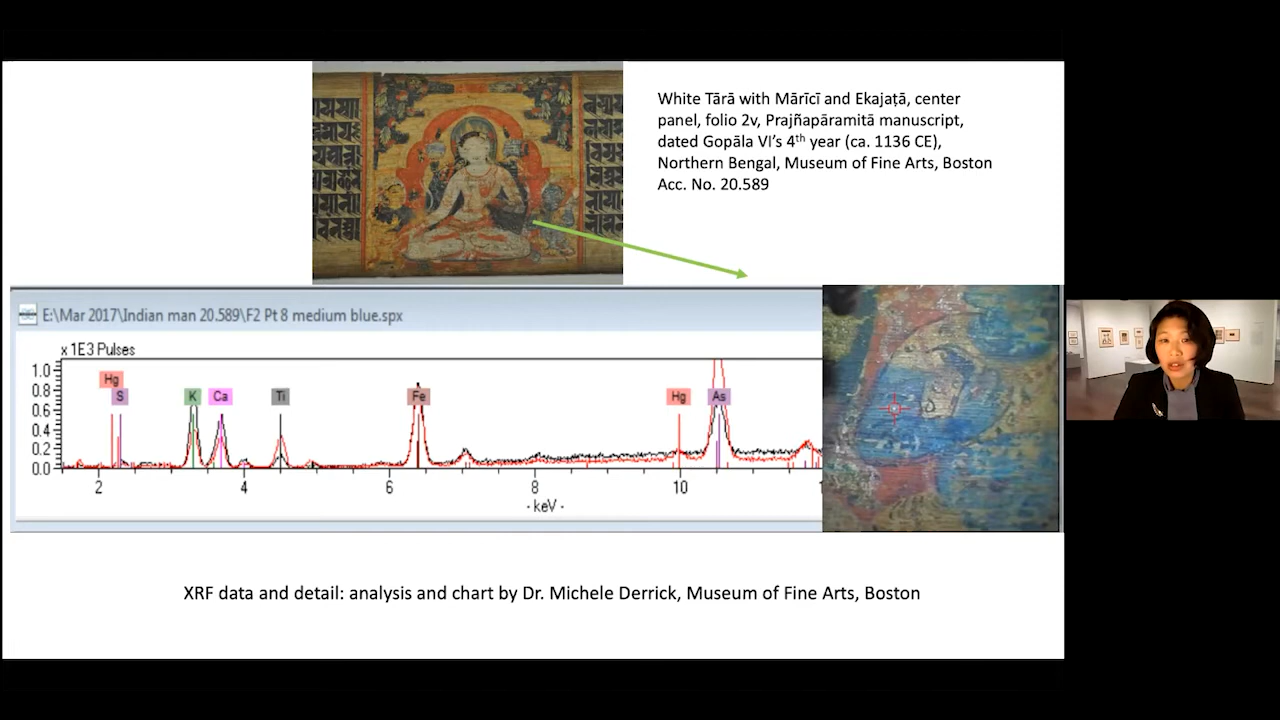 White Tārā with Mārīcī and Ekajaṭā, center
panel, folio 2v, Prajñapāramitā manuscript,
dated Gopāla VI’s 4th year (ca. 1136 CE),
Northern Bengal, Museum of Fine Arts, Boston
Acc. No. 20.589
E:\Mar 2017\Indian man 20.589\F2 Pt 8 medium blue.spx
x 1E3 Pulses
1.0
0.8
0.6
0.4
0.2
0.0
Hg
S K Ca Ti Fe Hg As
2 4 6 8 10
- keV -
XRF data and detail: analysis and chart by Dr. Michele Derrick, Museum of Fine Arts, Boston